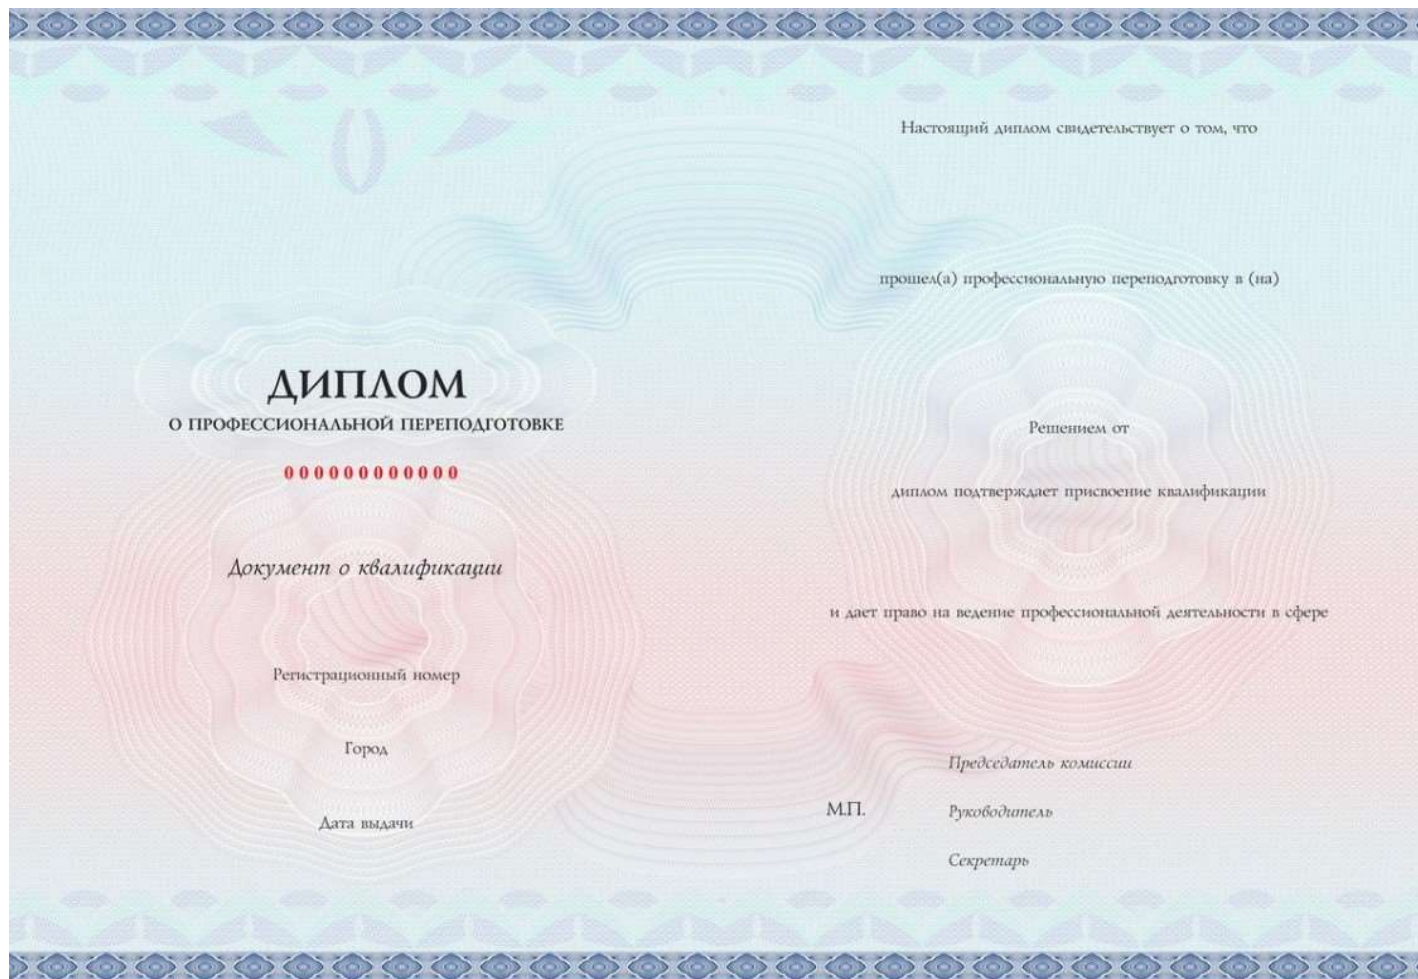 ДИПЛОМ
О ПРОФЕССИОНАЛЬНОЙ ПЕРЕПОДГОТОВКЕ
000000000000
Документ о квалификации
Регистрационный номер
Город
Дата выдачи
Настоящий диплом свидетельствует о том, что
прошел(а) профессиональную переподготовку в (на)
Решением от
диплом подтверждает присвоение квалификации
и дает право на ведение профессиональной деятельности в сфере
Председатель комиссии
М.П.
Руководитель
Секретарь